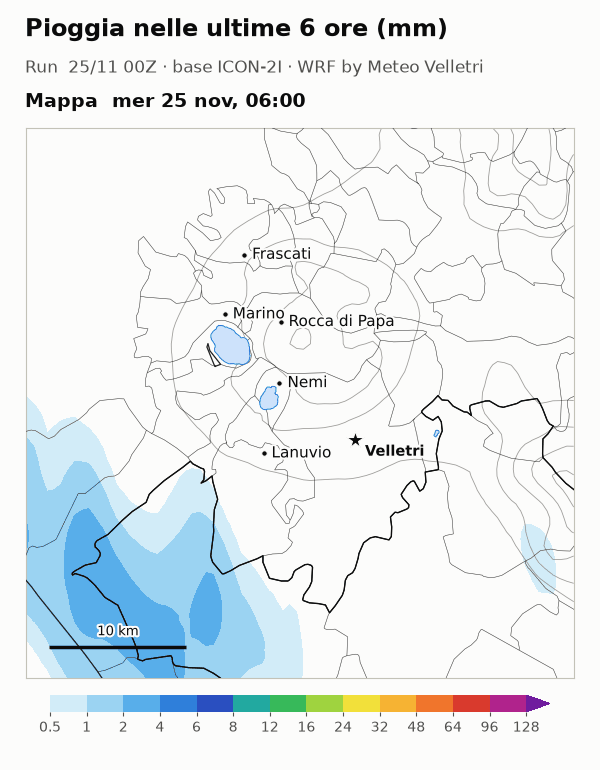 Pioggia nelle ultime 6 ore (mm)
Run  25/11 00Z · base ICON-2I · WRF by Meteo Velletri
Mappa  mer 25 nov, 06:00
Frascati
Marino
Rocca di Papa
Nemi
Velletri
Lanuvio
10 km
0.5 1 2 4 6 8 12 16 24 32 48 64 96 128